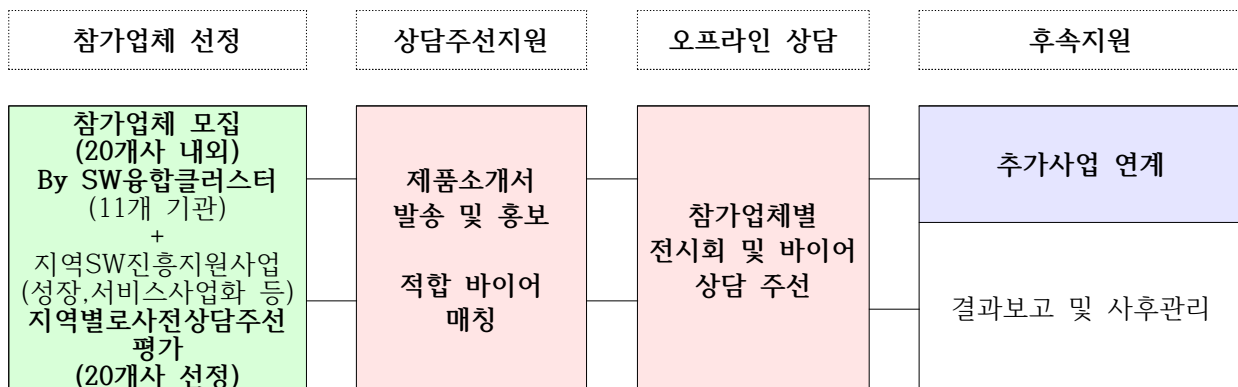 참가업체 선정
상담주선지원
오프라인 상담
후속지원
참가업체 모집
(20개사 내외)
By SW융합클러스터
(11개 기관)
+
지역SW진흥지원사업
(성장,서비스사업화 등)
지역별로사전상담주선
평가
(20개사 선정)
제품소개서
발송 및 홍보
적합 바이어
매칭
참가업체별
전시회 및 바이어
상담 주선
추가사업 연계
결과보고 및 사후관리